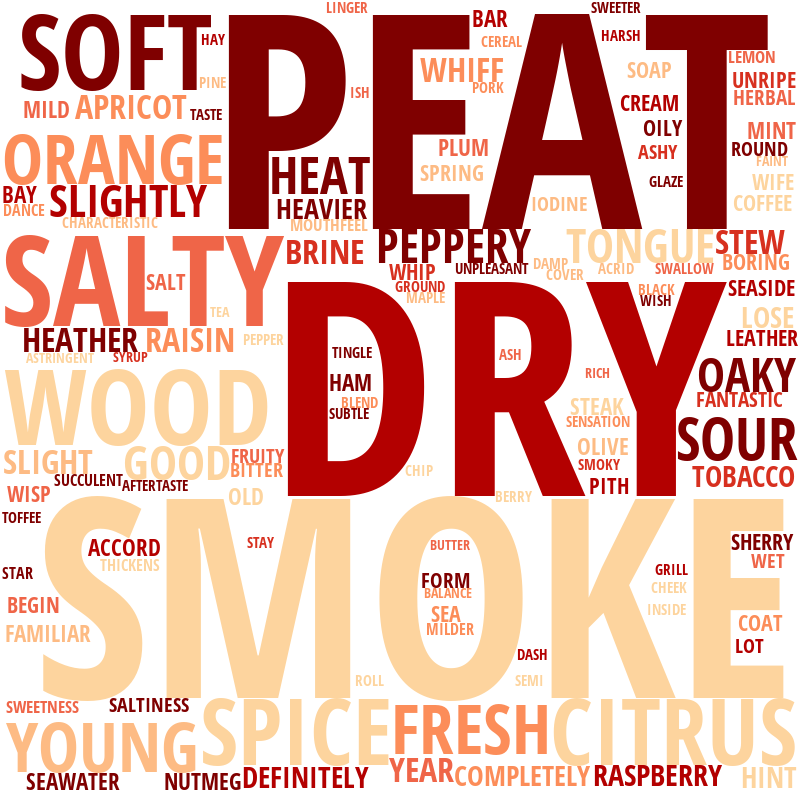 LINGER
SWEETER
SOFT
PEAT
BAR
HAY
CEREAL
HARSH
LEMON
WHIFF
SOAP
UNRIPE
PINE
PORK
ISH
HERBAL
MILD
APRICOT
TASTE
CREAM
OILY
MINT
ORANGE
PLUM
ASHY
ROUND
FAINT
HEAT
SPRING
GLAZE
WIFE
BAY
SLIGHTLY
HEAVIER
IODINE
COFFEE
DANCE
CHARACTERISTIC
MOUTHFEEL
SALTY
BRINE
PEPPERY
TONGUE
STEW
WHIP
UNPLEASANT
DAMP
COVER
ACRID
SWALLOW
BORING
SALT
GROUND
MAPLE
DRY
BLACK
WISH
SEASIDE
TEA
LOSE
HEATHER
RAISIN
PEPPER
LEATHER
ASTRINGENT
SYRUP
TINGLE
ASH
WOOD
HAM
RICH
OAKY
BLEND
SUBTLE
STEAK
FANTASTIC
SENSATION
SOUR
SLIGHT
GOOD
FRUITY
BITTER
OLIVE
CHIP
SMOKY
TOBACCO
SUCCULENT
AFTERTASTE
PITH
WISP
OLD
BERRY
TOFFEE
SMOKE
ACCORD
STAY
BUTTER
SHERRY
THICKENS
WET
STAR
FORM
GRILL
BALANCE
CHEEK
BEGIN
SEA
INSIDE
FAMILIAR
MILDER
COAT
LOT
DASH
ROLL
SEMI
SWEETNESS
SALTINESS
YOUNG
SPICE
FRESH
CITRUS
SEAWATER
NUTMEG
DEFINITELY
YEAR
COMPLETELY
RASPBERRY
HINT